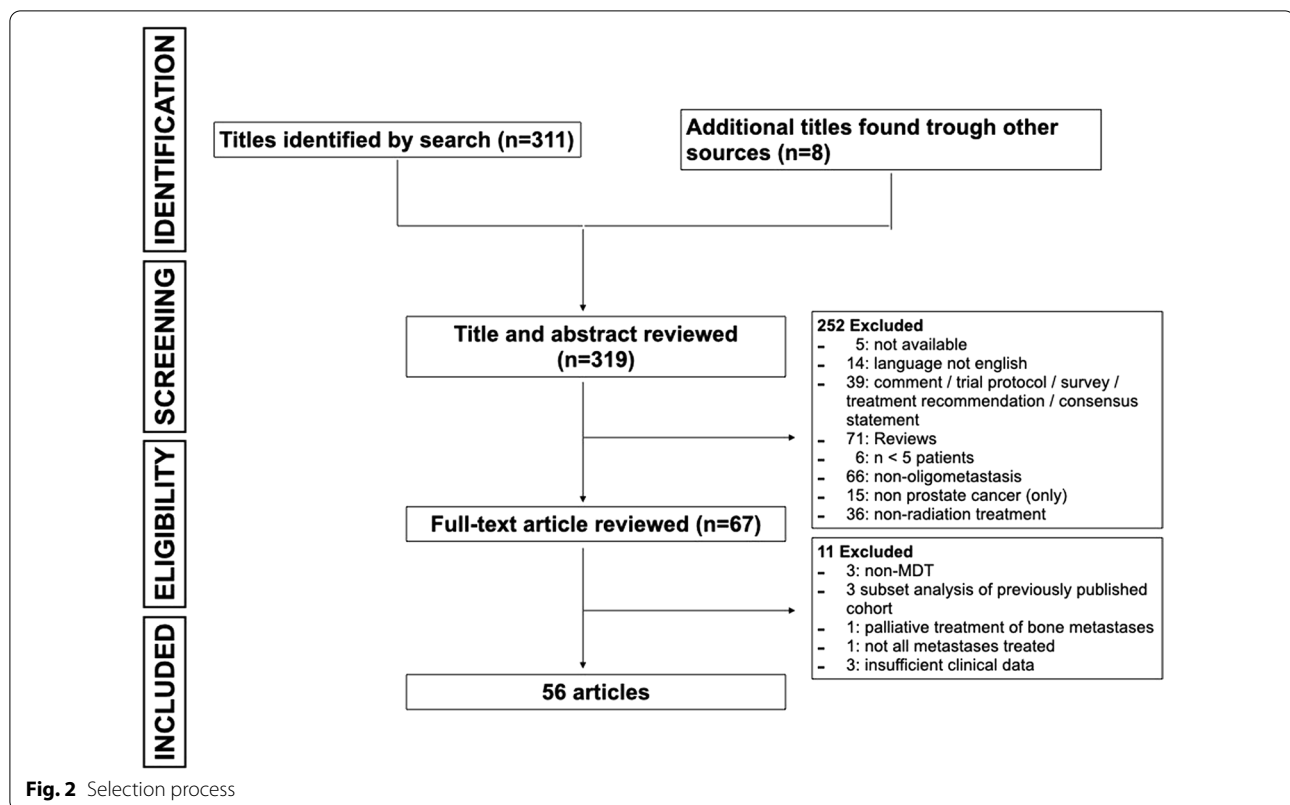 IDENTIFICATION
Titles identified by search (n=311)
Additional titles found trough other
sources (n=8)
SCREENING
Title and abstract reviewed
(n=319)
252 Excluded
- 5: not available
- 14: language not english
- 39: comment / trial protocol / survey /
treatment recommendation / consensus
statement
- 71: Reviews
- 6: n < 5 patients
- 66: non-oligometastasis
- 15: non prostate cancer (only)
- 36: non-radiation treatment
ELIGIBILITY
Full-text article reviewed (n=67)
11 Excluded
- 3: non-MDT
- 3 subset analysis of previously published
cohort
- 1: palliative treatment of bone metastases
- 1: not all metastases treated
- 3: insufficient clinical data
INCLUDED
56 articles
Fig. 2 Selection process